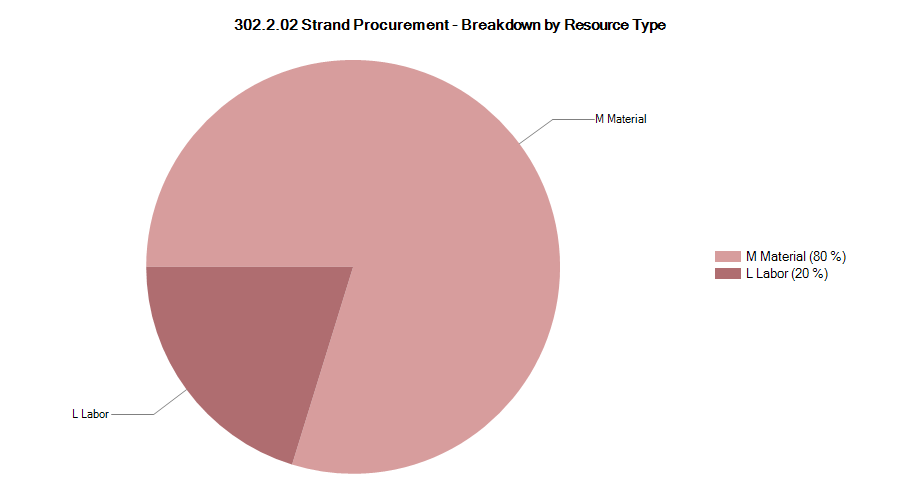 302.2.02 Strand Procurement - Breakdown by Resource Type
M Material
M Material (80 %)
L Labor (20 %)
L Labor